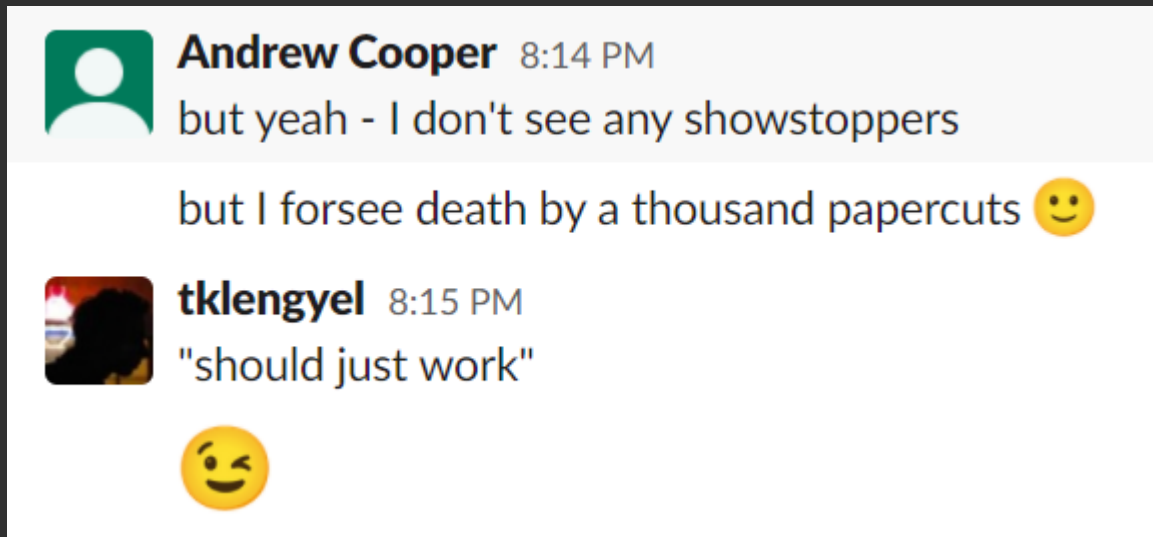 Andrew Cooper 8:14 PM
but yeah - I don't see any showstoppers
but I forsee death by a thousand papercuts 🙂
tklengyel 8:15 PM
"should just work"
😉